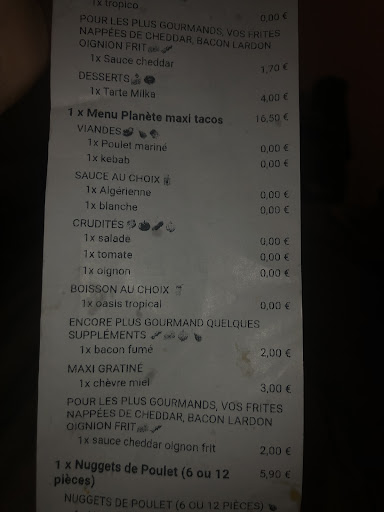 1x tropico 0,00 €
POUR LES PLUS GOURMANDS, VOS FRITES
NAPPÉES DE CHEDDAR, BACON LARDON
OIGNION FRIT
1x Sauce cheddar 1,70 €
DESSERTS
1x Tarte Milka 4,00 €
1 x Menu Planète maxi tacos 16,50 €
VIANDES
1x Poulet mariné 0,00 €
1x kebab 0,00 €
SAUCE AU CHOIX
1x Algérienne 0,00 €
1x blanche 0,00 €
CRUDITÉS
1x salade 0,00 €
1x tomate 0,00 €
1x oignon 0,00 €
BOISSON AU CHOIX
1x oasis tropical 0,00 €
ENCORE PLUS GOURMAND QUELQUES
SUPPLÉMENTS
1x bacon fumé 2,00 €
MAXI GRATINÉ
1x chèvre miel 3,00 €
POUR LES PLUS GOURMANDS, VOS FRITES
NAPPÉES DE CHEDDAR, BACON LARDON
OIGNION FRIT
1x sauce cheddar oignon frit 2,00 €
1 x Nuggets de Poulet (6 ou 12 5,90 €
pièces)
NUGGETS DE POULET (6 OU 12 PIÈCES)